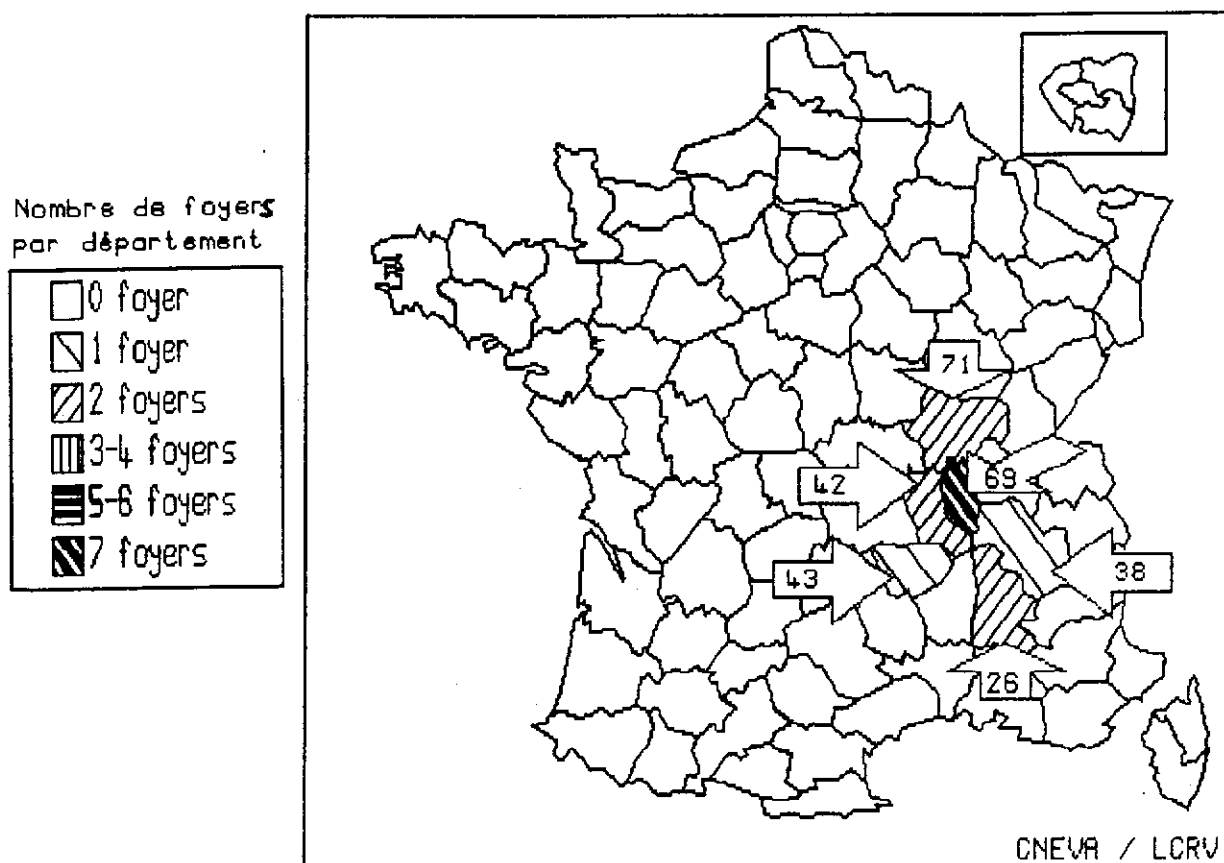 Nombre de foyers
par département
0 foyer
1 foyer
2 foyers
3-4 foyers
5-6 foyers
7 foyers
71
42
69
43
38
26
CNEVA / LCRV